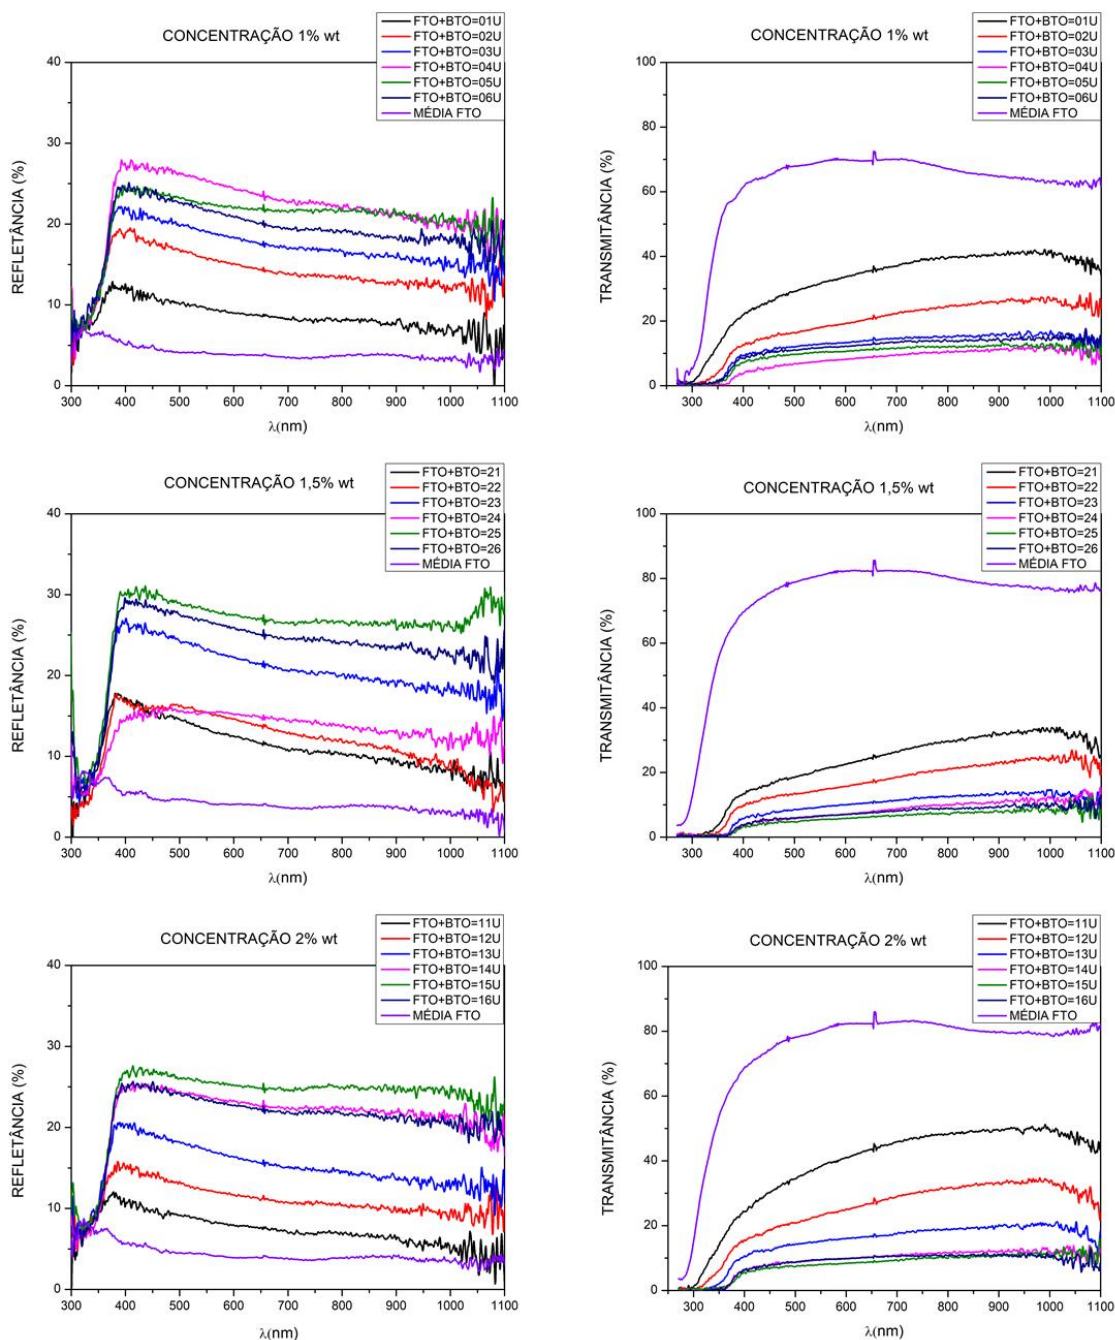 CONCENTRAÇÃO 1% wt
FTO+BTO=01U
FTO+BTO=02U
FTO+BTO=03U
FTO+BTO=04U
FTO+BTO=05U
FTO+BTO=06U
MÉDIA FTO
REFLETÂNCIA (%)
40
30
20
10
0
300 400 500 600 700 800 900 1000 1100
λ(nm)
CONCENTRAÇÃO 1% wt
FTO+BTO=01U
FTO+BTO=02U
FTO+BTO=03U
FTO+BTO=04U
FTO+BTO=05U
FTO+BTO=06U
MÉDIA FTO
TRANSMITÂNCIA (%)
100
80
60
40
20
0
300 400 500 600 700 800 900 1000 1100
λ(nm)
CONCENTRAÇÃO 1,5% wt
FTO+BTO=21
FTO+BTO=22
FTO+BTO=23
FTO+BTO=24
FTO+BTO=25
FTO+BTO=26
MÉDIA FTO
REFLETÂNCIA (%)
40
30
20
10
0
300 400 500 600 700 800 900 1000 1100
λ(nm)
CONCENTRAÇÃO 1,5% wt
FTO+BTO=21
FTO+BTO=22
FTO+BTO=23
FTO+BTO=24
FTO+BTO=25
FTO+BTO=26
MÉDIA FTO
TRANSMITÂNCIA (%)
100
80
60
40
20
0
300 400 500 600 700 800 900 1000 1100
λ(nm)
CONCENTRAÇÃO 2% wt
FTO+BTO=11U
FTO+BTO=12U
FTO+BTO=13U
FTO+BTO=14U
FTO+BTO=15U
FTO+BTO=16U
MÉDIA FTO
REFLETÂNCIA (%)
40
30
20
10
0
300 400 500 600 700 800 900 1000 1100
λ(nm)
CONCENTRAÇÃO 2% wt
FTO+BTO=11U
FTO+BTO=12U
FTO+BTO=13U
FTO+BTO=14U
FTO+BTO=15U
FTO+BTO=16U
MÉDIA FTO
TRANSMITÂNCIA (%)
100
80
60
40
20
0
300 400 500 600 700 800 900 1000 1100
λ(nm)